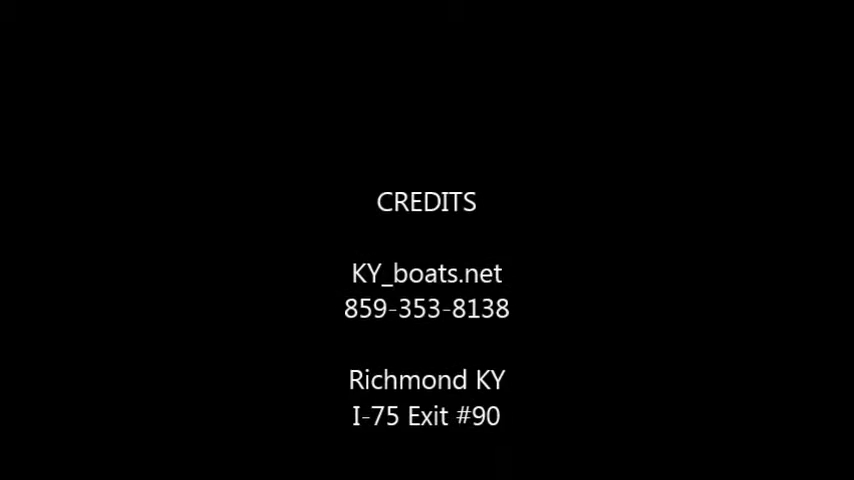 CREDITS
KY_boats.net
859-353-8138
Richmond KY
I-75 Exit #90